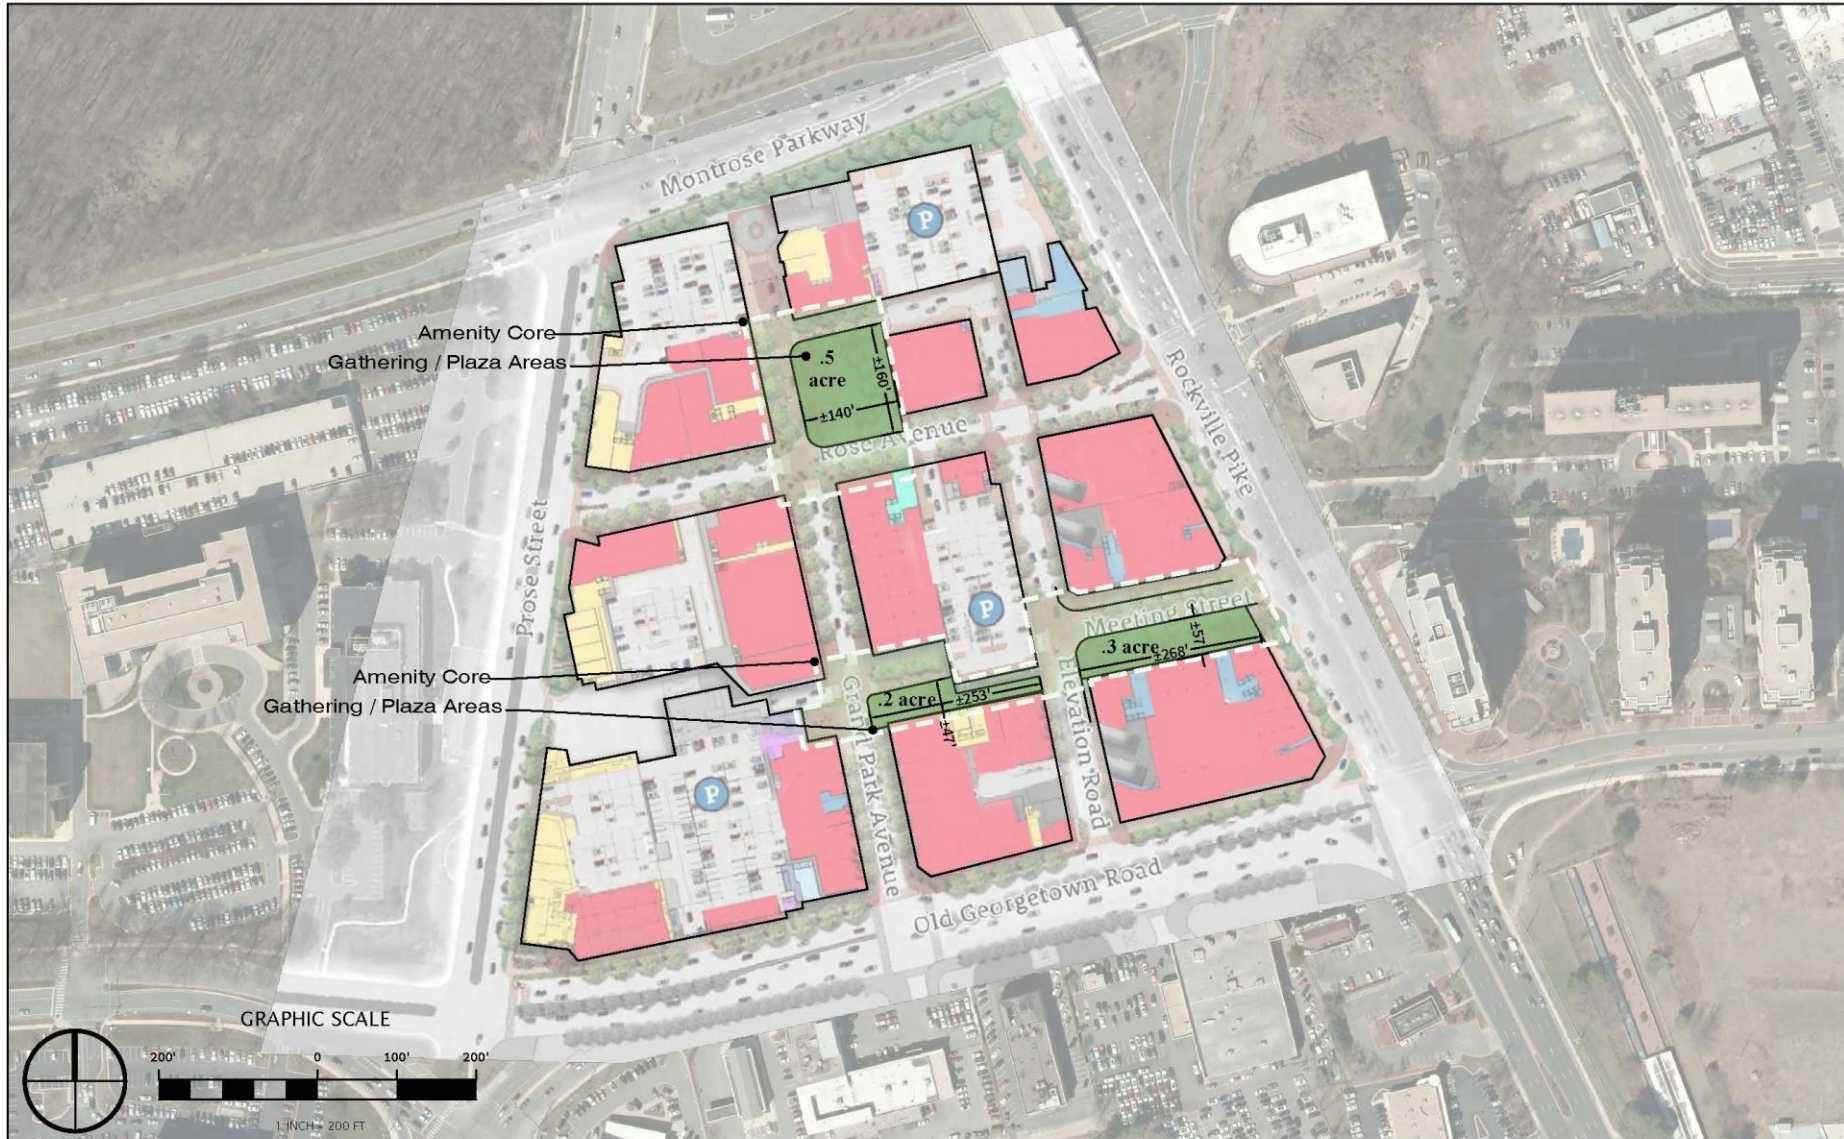 Montrose Parkway
P
Amenity Core
Gathering / Plaza Areas
.5
acre
±160'
±140'
Rose Avenue
Rockville Pike
Prose Street
P
Meeting Street
±57'
.3 acre
±268'
Amenity Core
Gathering / Plaza Areas
.2 acre
±253'
±47'
Grand Park Avenue
Elevation Road
P
Old Georgetown Road
GRAPHIC SCALE
200' 0 100' 200'
1 INCH = 200 FT